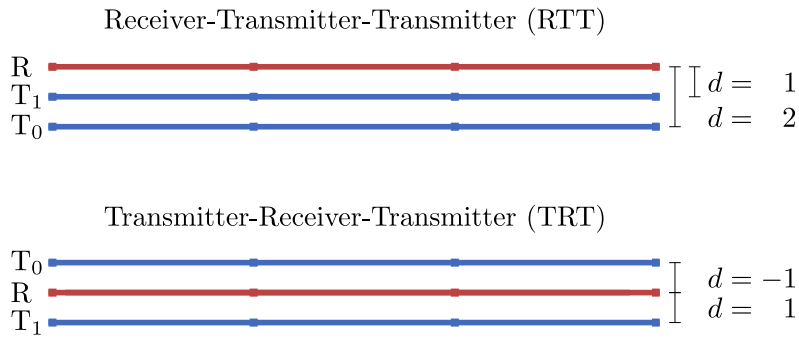 Receiver-Transmitter-Transmitter (RTT)
R
T₁
T₀
d = 1
d = 2
Transmitter-Receiver-Transmitter (TRT)
T₀
R
T₁
d = −1
d = 1